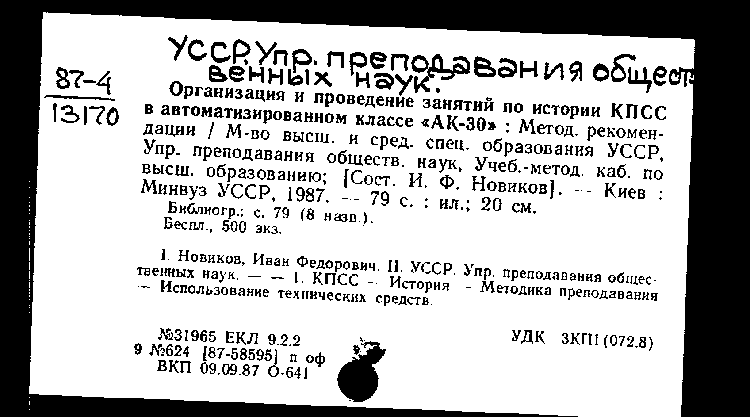 УССР. Упр. преподавания общест-
венных наук.
87-4
13170
Организация и проведение занятий по истории КПСС
в автоматизированном классе «АК-30» : Метод. рекомен-
дации / М-во высш. и сред. спец. образования УССР,
Упр. преподавания обществ. наук, Учеб.-метод. каб. по
высш. образованию; [Сост. И. Ф. Новиков]. — Киев :
Минвуз УССР, 1987. — 79 с. : ил.; 20 см.
Библиогр.: с. 79 (8 назв.).
Беспл., 500 экз.
I. Новиков, Иван Федорович. II. УССР. Упр. преподавания общес-
твенных наук. — — 1. КПСС — История — Методика преподавания
— Использование технических средств.
№31965 ЕКЛ 9.2.2
УДК 3КП1(072.8)
9 №624 [87-58595] п оф
ВКП 09.09.87 О-641